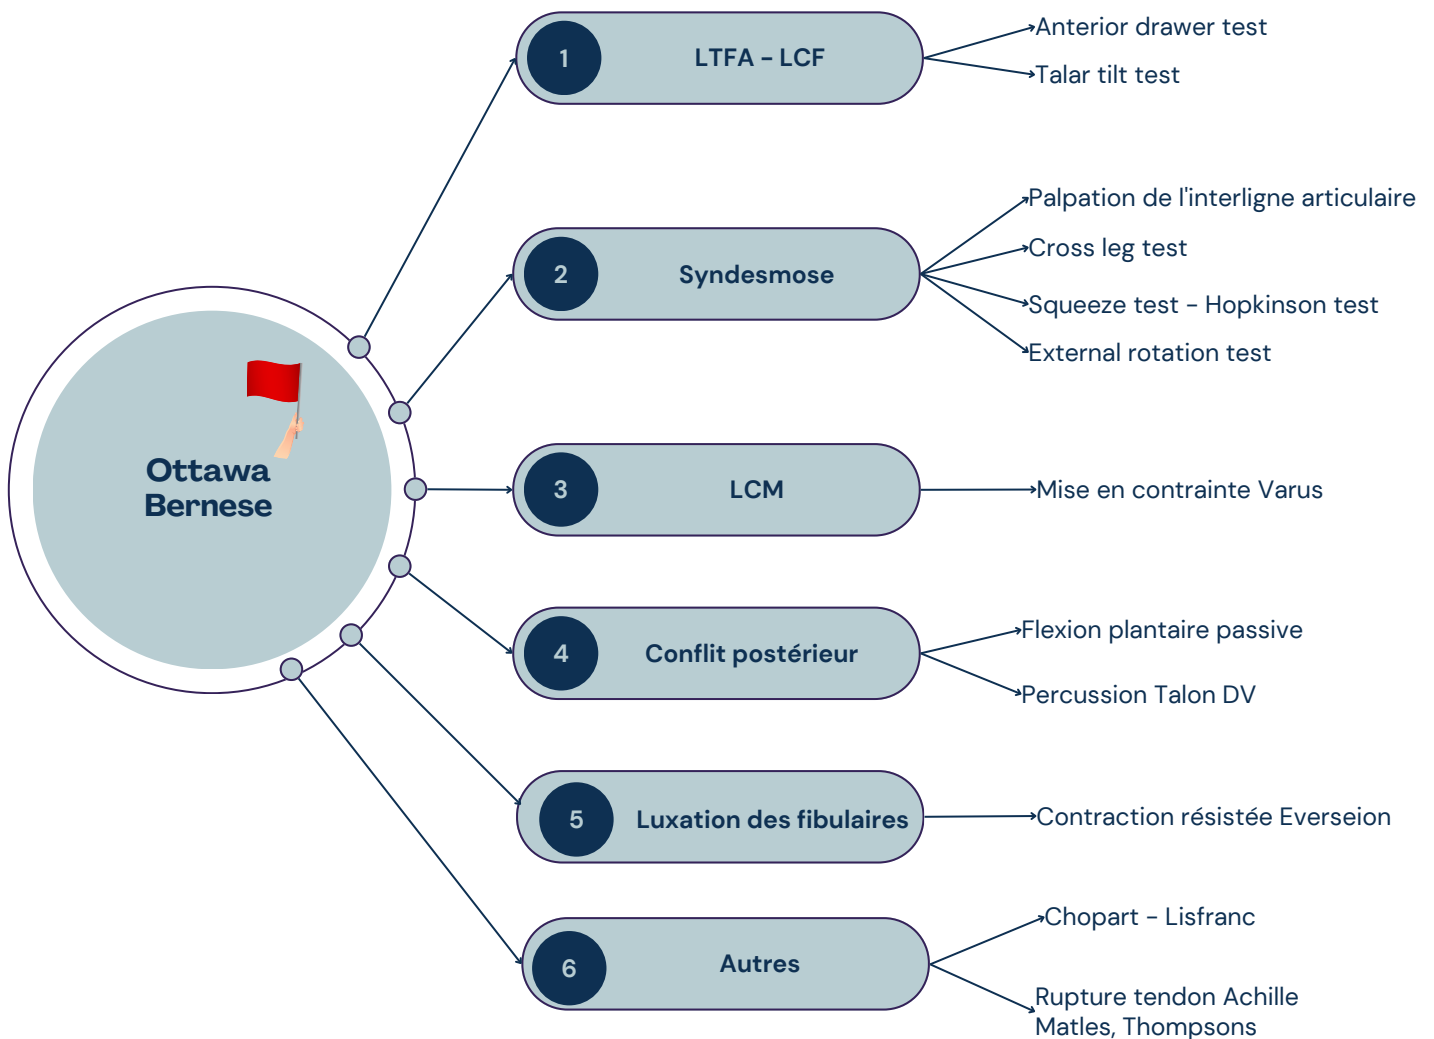 Ottawa
Bernese
1
LTFA - LCF
Anterior drawer test
Talar tilt test
2
Syndesmose
Palpation de l'interligne articulaire
Cross leg test
Squeeze test - Hopkinson test
External rotation test
3
LCM
Mise en contrainte Varus
4
Conflit postérieur
Flexion plantaire passive
Percussion Talon DV
5
Luxation des fibulaires
Contraction résistée Everseion
6
Autres
Chopart - Lisfranc
Rupture tendon Achille
Matles, Thompsons